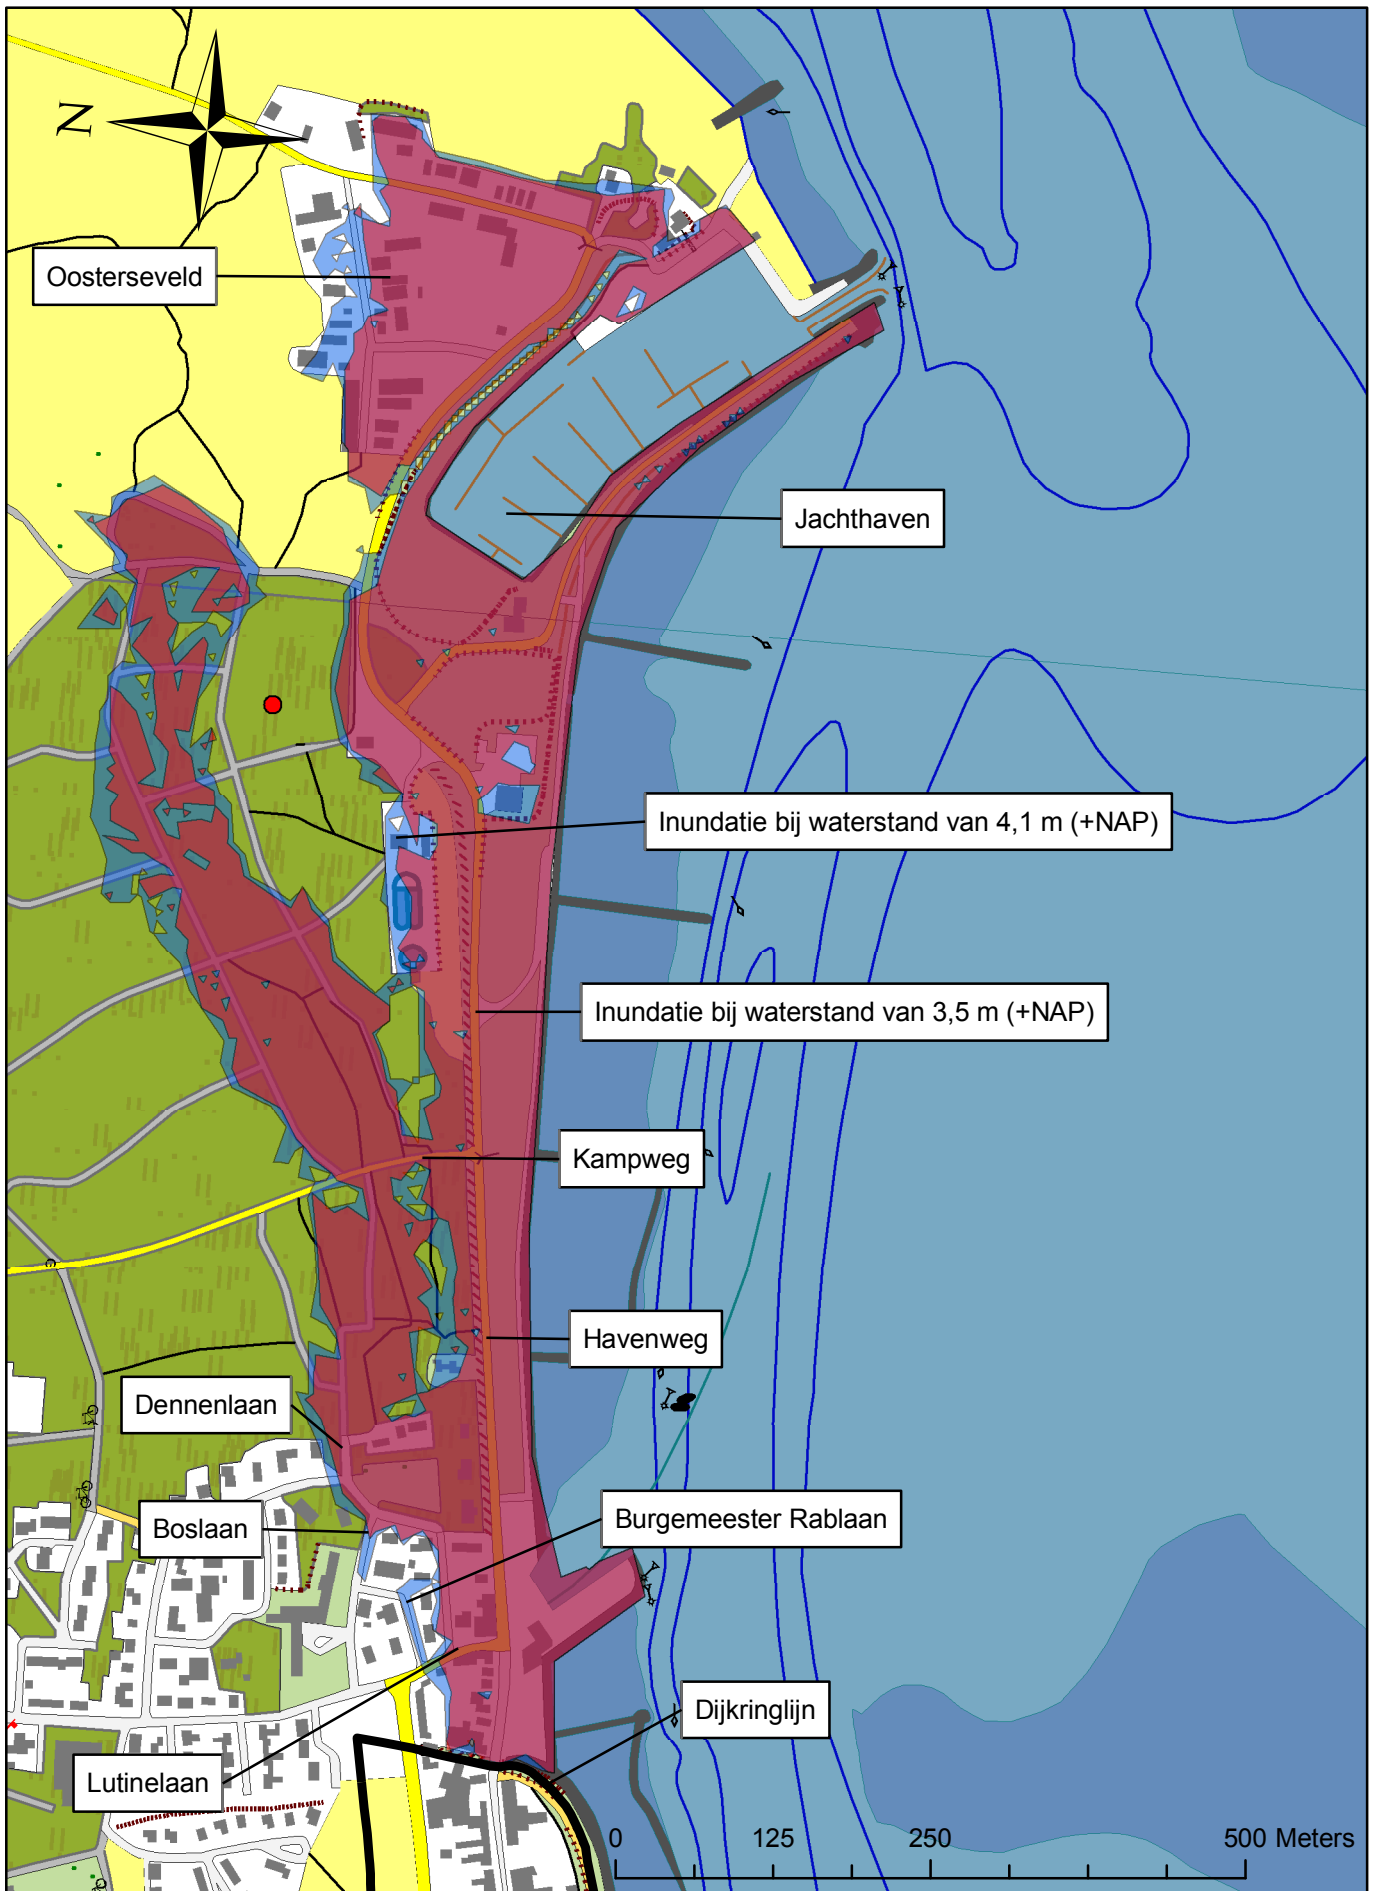 N
Oosterseveld
Jachthaven
Inundatie bij waterstand van 4,1 m (+NAP)
Inundatie bij waterstand van 3,5 m (+NAP)
Kampweg
Havenweg
Dennenlaan
Burgemeester Rablaan
Boslaan
Dijkringlijn
Lutinelaan
0 125 250 500 Meters